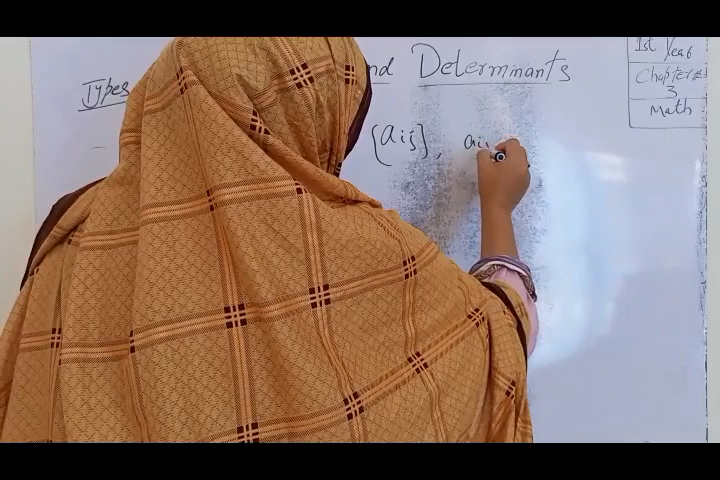 Types nd Determinants
{aij}, aij
1st Year
Chapter #
3
Math